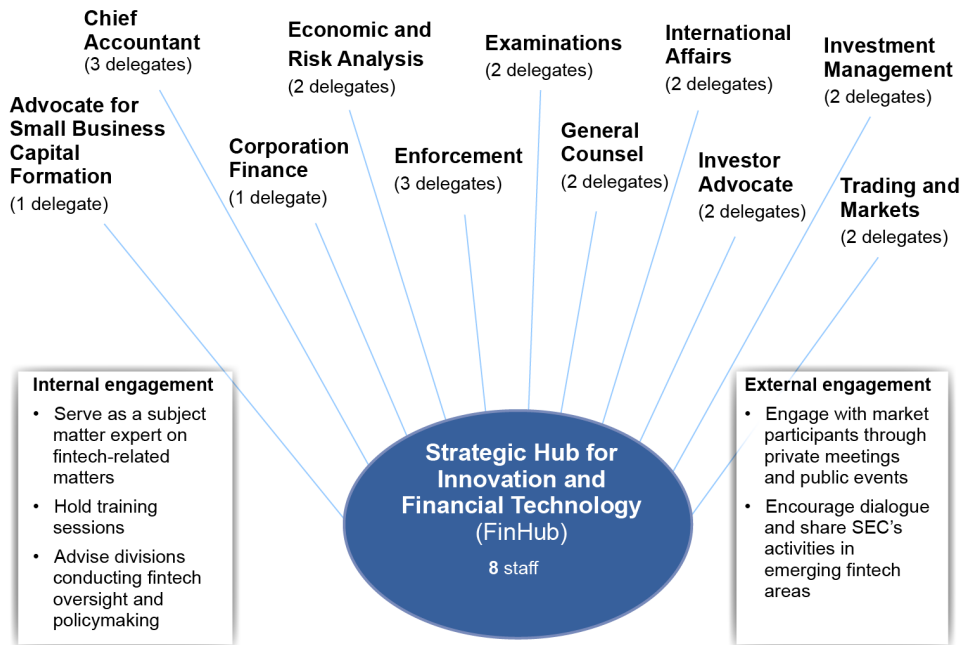 Chief
Accountant
(3 delegates)
Economic and
Risk Analysis
(2 delegates)
Examinations
(2 delegates)
International
Affairs
(2 delegates)
Investment
Management
(2 delegates)
Advocate for
Small Business
Capital
Formation
(1 delegate)
Corporation
Finance
(1 delegate)
Enforcement
(3 delegates)
General
Counsel
(2 delegates)
Investor
Advocate
(2 delegates)
Trading and
Markets
(2 delegates)
Internal engagement
• Serve as a subject
matter expert on
fintech-related
matters
• Hold training
sessions
• Advise divisions
conducting fintech
oversight and
policymaking
Strategic Hub for
Innovation and
Financial Technology
(FinHub)
8 staff
External engagement
• Engage with market
participants through
private meetings
and public events
• Encourage dialogue
and share SEC’s
activities in
emerging fintech
areas